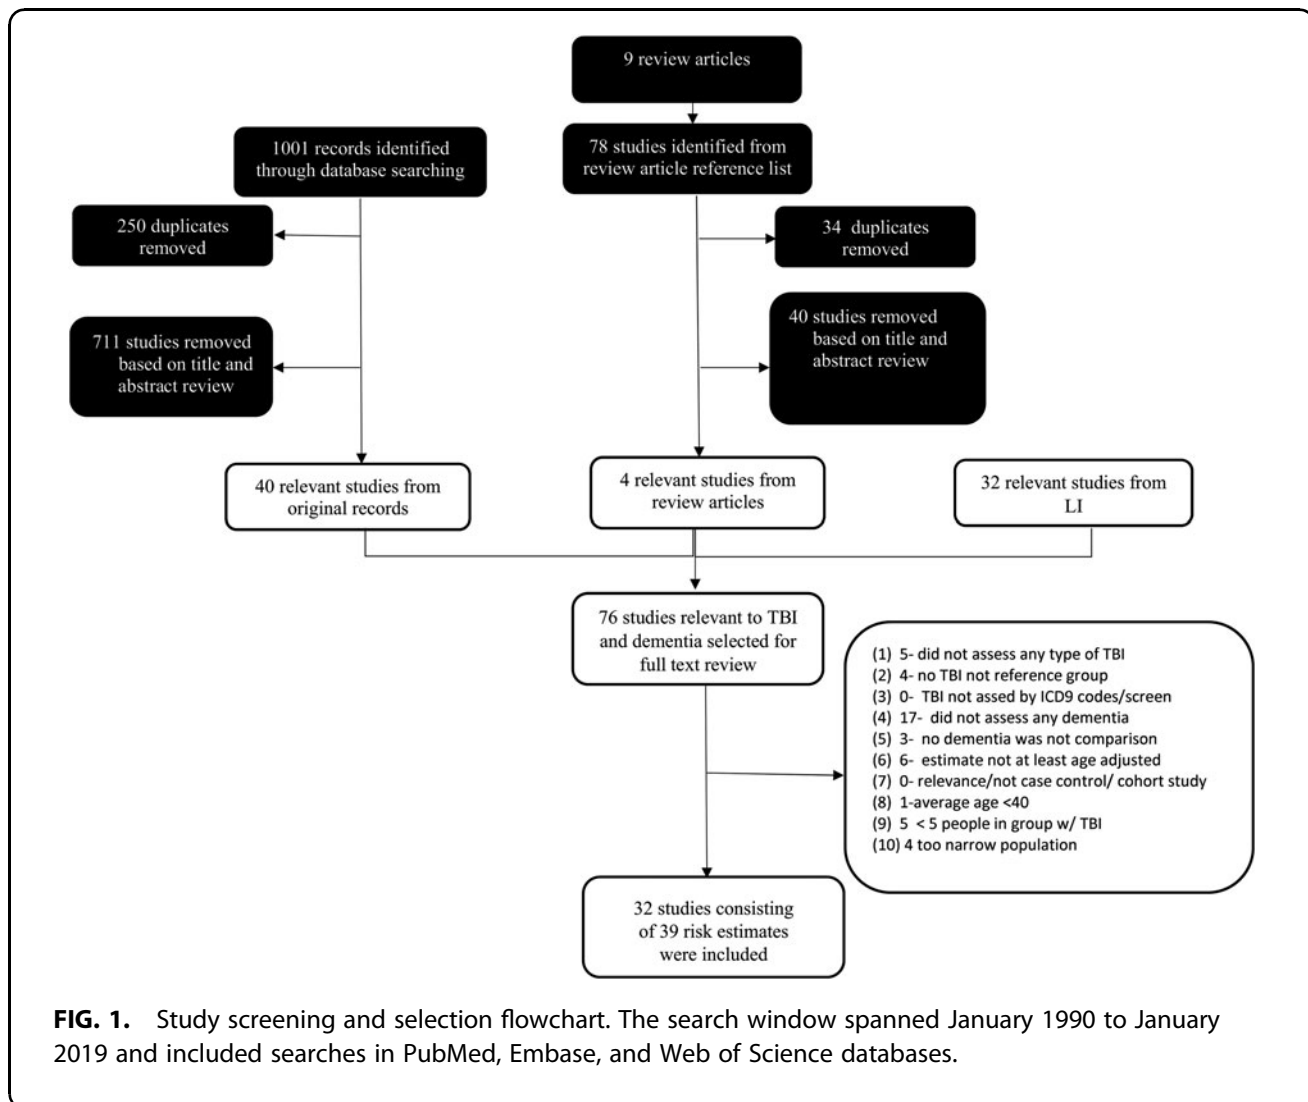 9 review articles
1001 records identified
through database searching
78 studies identified from
review article reference list
250 duplicates
removed
34 duplicates
removed
711 studies removed
based on title and
abstract review
40 studies removed
based on title and
abstract review
40 relevant studies from
original records
4 relevant studies from
review articles
32 relevant studies from
LI
76 studies relevant to TBI
and dementia selected for
full text review
(1) 5- did not assess any type of TBI
(2) 4- no TBI not reference group
(3) 0- TBI not assed by ICD9 codes/screen
(4) 17- did not assess any dementia
(5) 3- no dementia was not comparison
(6) 6- estimate not at least age adjusted
(7) 0- relevance/not case control/ cohort study
(8) 1-average age <40
(9) 5 < 5 people in group w/ TBI
(10) 4 too narrow population
32 studies consisting
of 39 risk estimates
were included
FIG. 1. Study screening and selection flowchart. The search window spanned January 1990 to January
2019 and included searches in PubMed, Embase, and Web of Science databases.